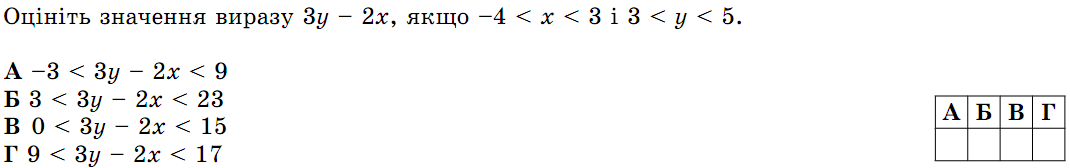 Оцініть значення виразу 3y − 2x, якщо −4 < x < 3 і 3 < y < 5.
А −3 < 3y − 2x < 9
Б 3 < 3y − 2x < 23
В 0 < 3y − 2x < 15
Г 9 < 3y − 2x < 17
А Б В Г